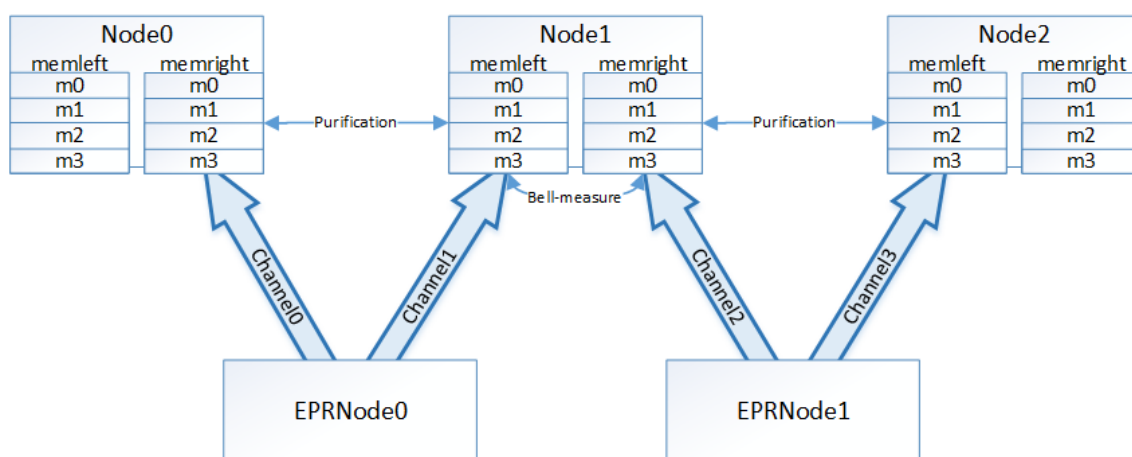 Node0
Node1
Node2
memleft memright
memleft memright
memleft memright
m0 m0
m0 m0
m0 m0
m1 m1
m1 m1
m1 m1
Purification
Purification
m2 m2
m2 m2
m2 m2
m3 m3
m3 m3
m3 m3
Bell-measure
Channel0
Channel1
Channel2
Channel3
EPRNode0
EPRNode1